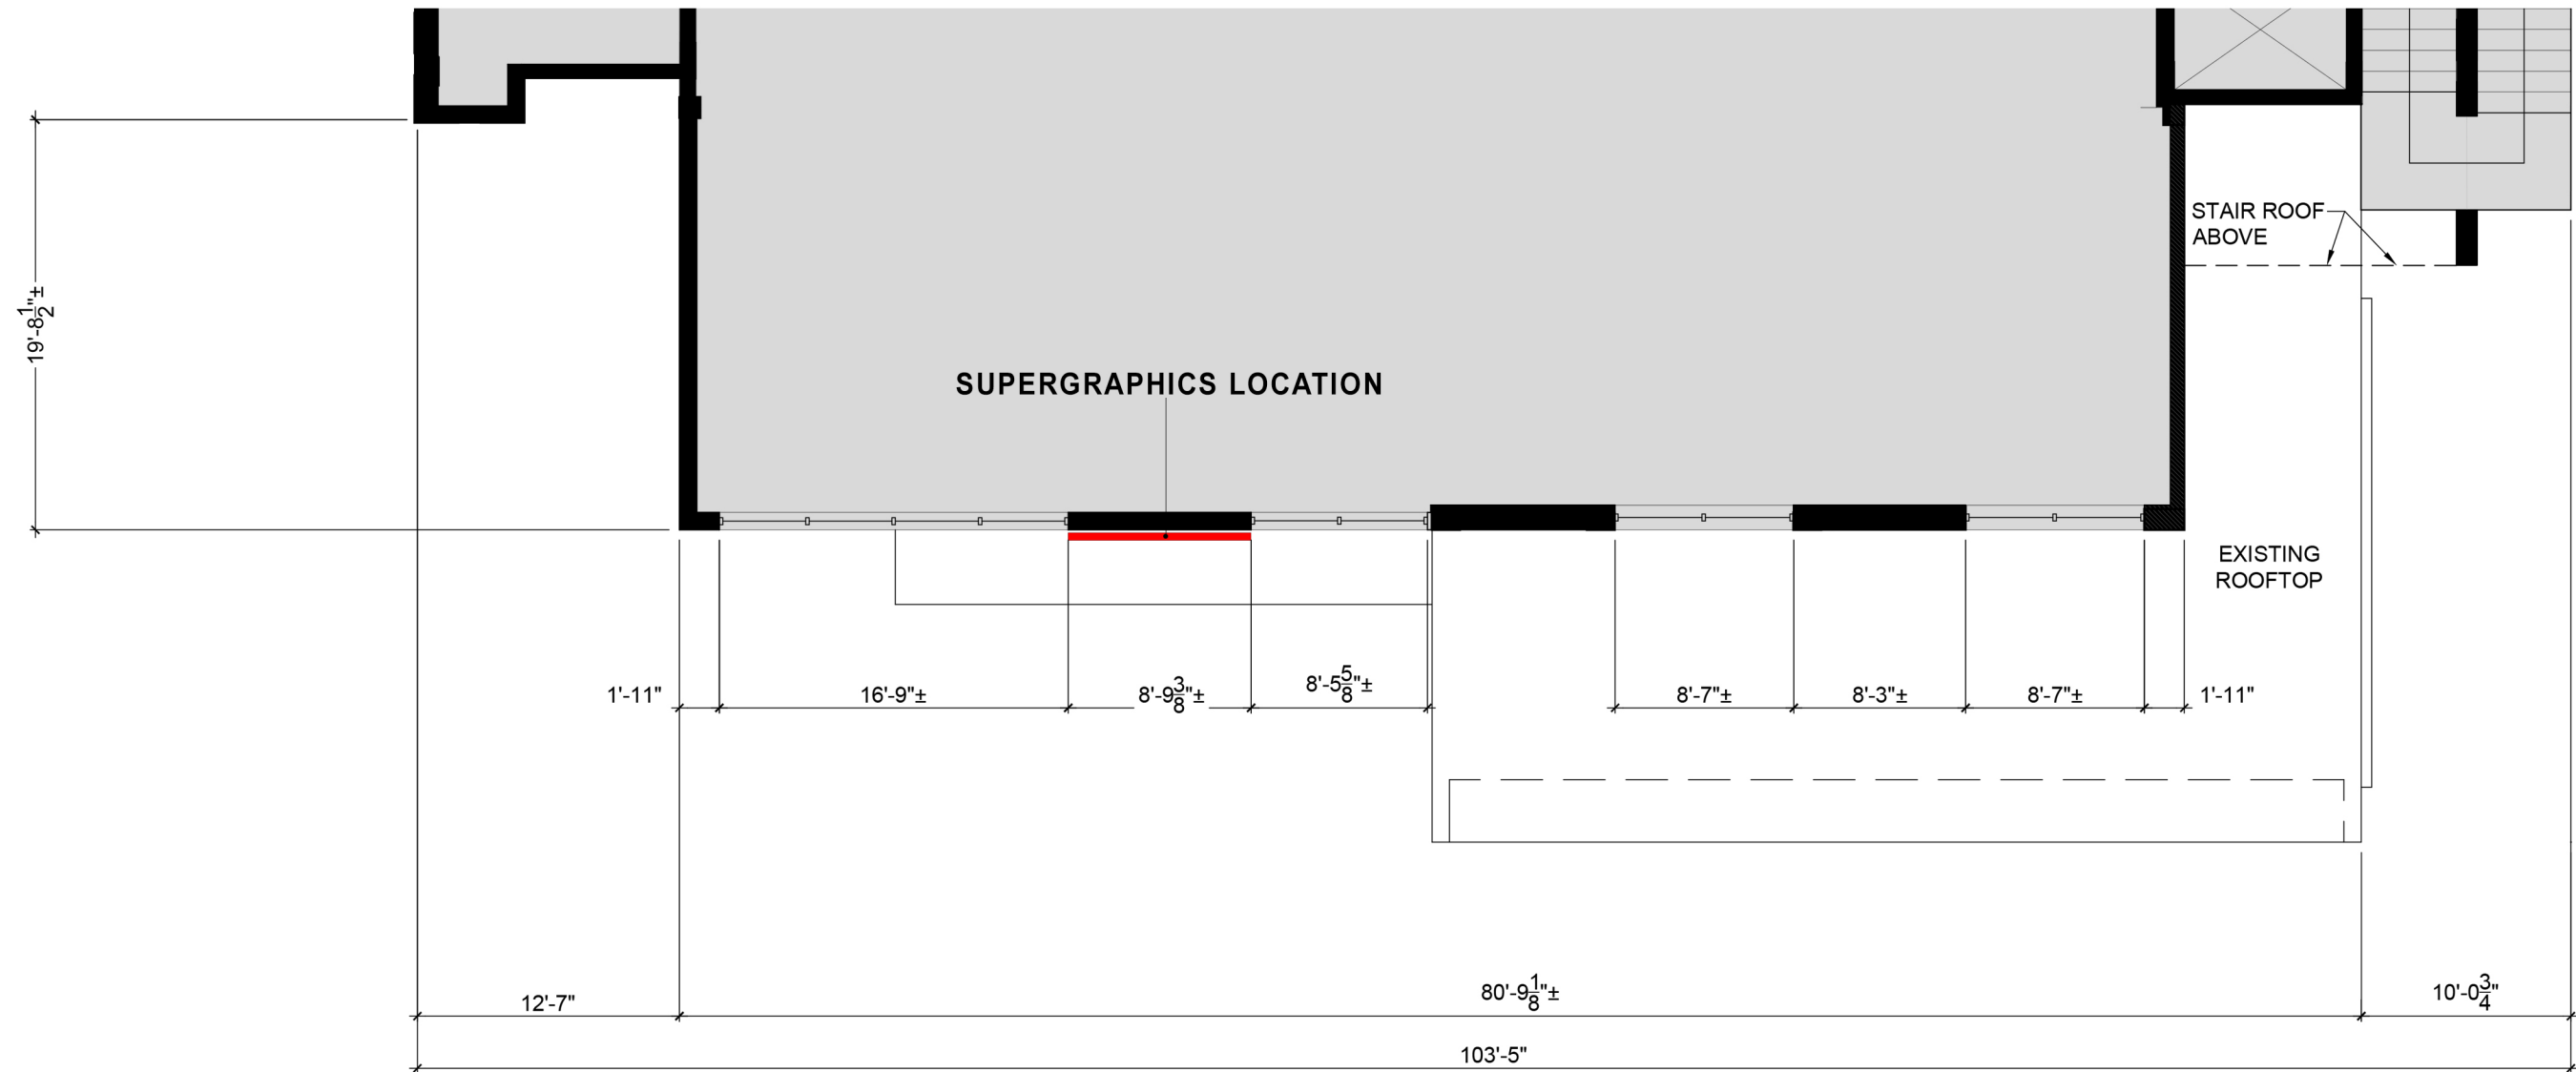 STAIR ROOF
ABOVE
19'-8 1/2"±
SUPERGRAPHICS LOCATION
EXISTING
ROOFTOP
1'-11"
16'-9"±
8'-9 3/8"±
8'-5 5/8"±
8'-7"±
8'-3"±
8'-7"±
1'-11"
12'-7"
80'-9 1/8"±
10'-0 3/4"
103'-5"